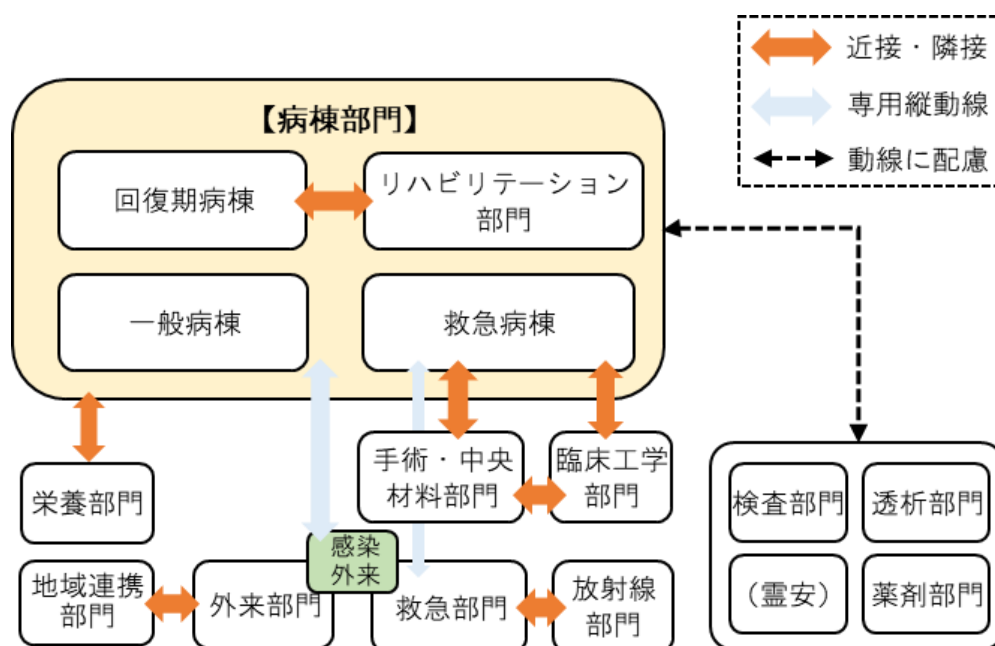 近接・隣接
専用縦動線
動線に配慮
【病棟部門】
回復期病棟
リハビリテーション
部門
一般病棟
救急病棟
栄養部門
手術・中央
材料部門
臨床工学
部門
地域連携
部門
外来部門
感染
外来
救急部門
放射線
部門
検査部門
透析部門
（霊安）
薬剤部門